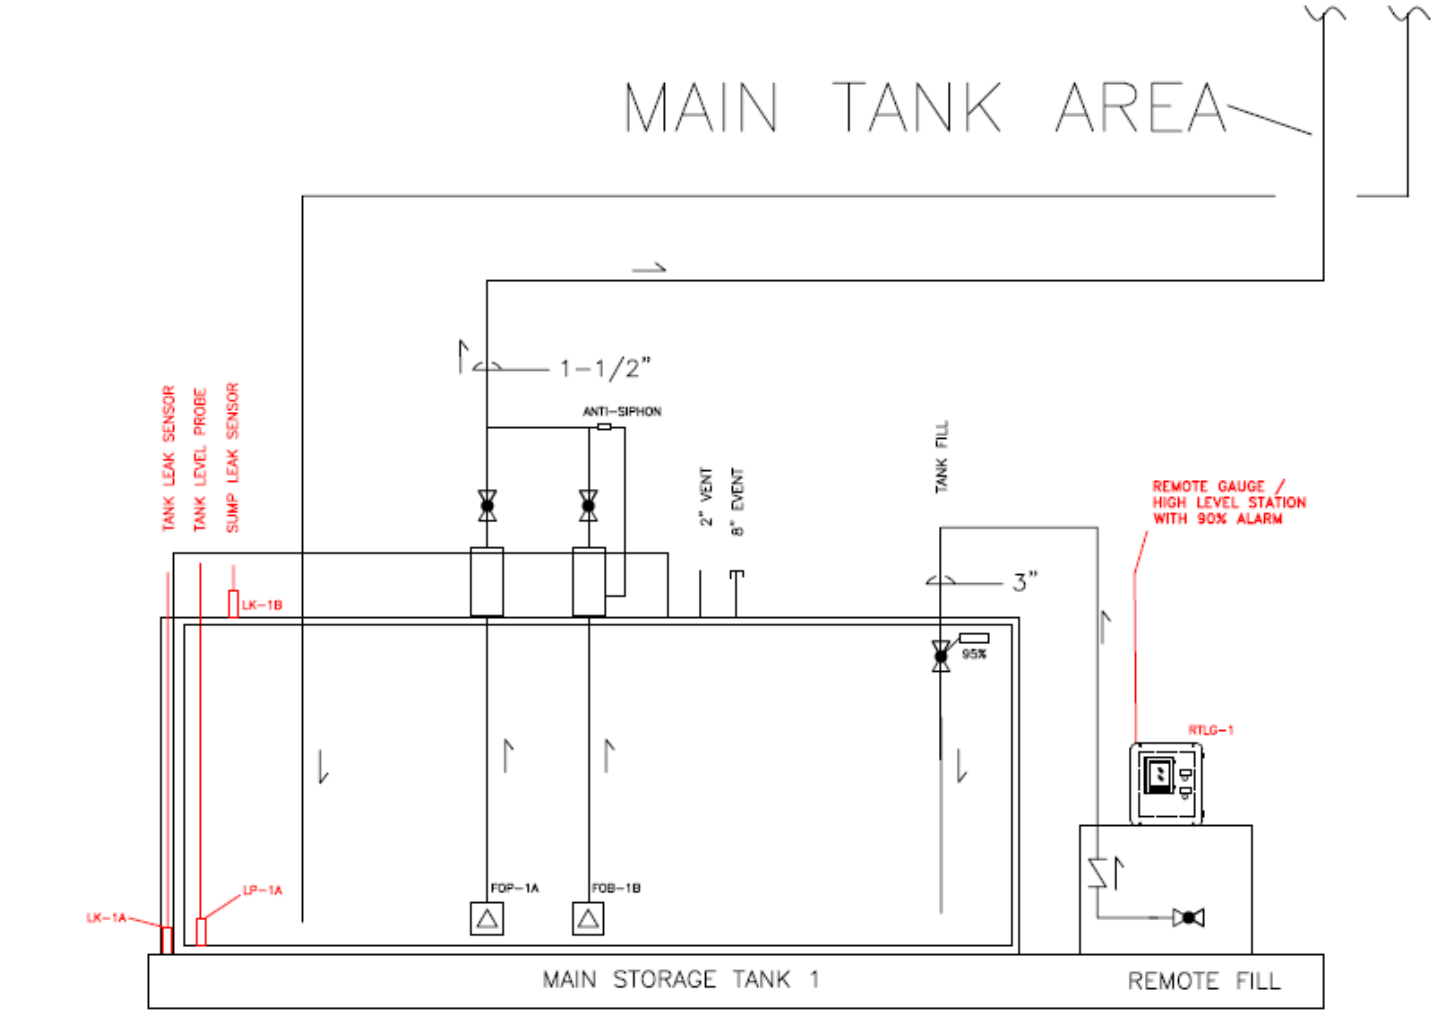 MAIN TANK AREA
1-1/2"
ANTI-SIPHON
TANK LEAK SENSOR
TANK LEVEL PROBE
SUMP LEAK SENSOR
2" VENT
8" EVENT
TANK FILL
REMOTE GAUGE /
HIGH LEVEL STATION
WITH 90% ALARM
3"
LK-1B
95%
RTLG-1
FOP-1A
FOB-1B
LP-1A
LK-1A
MAIN STORAGE TANK 1
REMOTE FILL